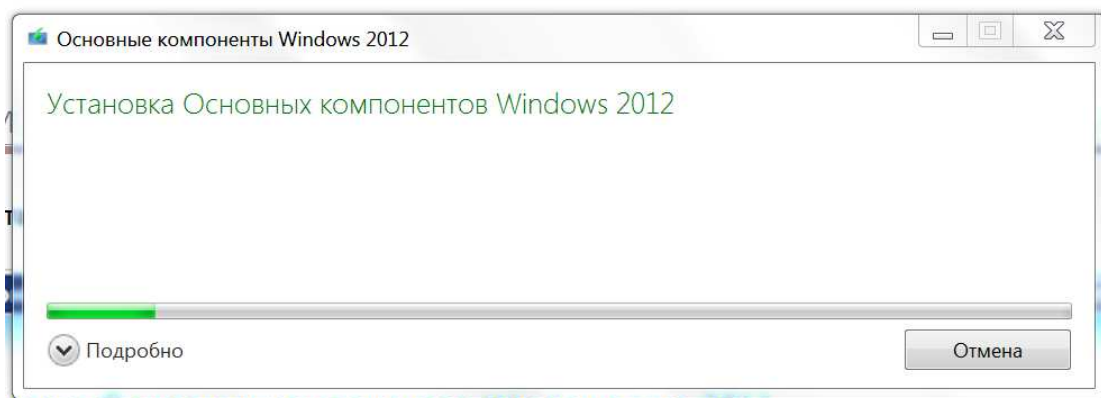 Основные компоненты Windows 2012
Установка Основных компонентов Windows 2012
Подробно
Отмена